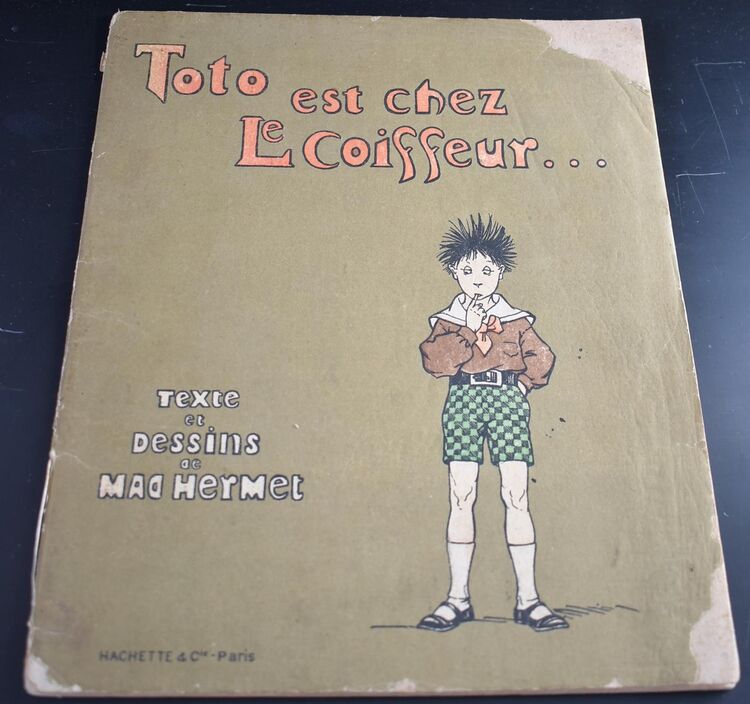 Toto est chez
Le Coiffeur...
Texte
et
Dessins
de
Mad Hermet
HACHETTE & Cie - Paris